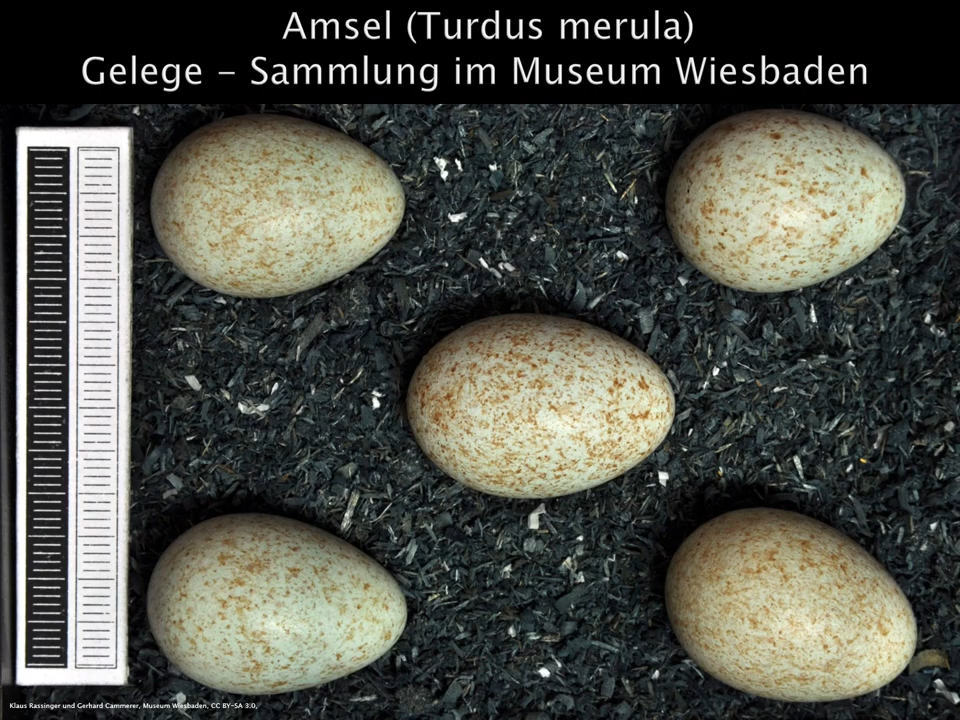 Amsel (Turdus merula)
Gelege - Sammlung im Museum Wiesbaden
Klaus Rassinger und Gerhard Cammerer, Museum Wiesbaden, CC BY-SA 3.0,